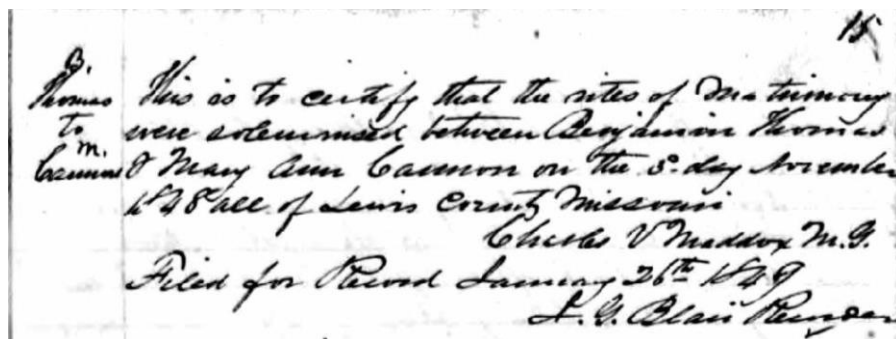 15
B.
Thomas This is to certify that the rites of Matrimony
to were solemnised between Benjamin Thomas
m.
Cannon & Mary Ann Cannon on the 5. day November
1848 all of Lewis County Missouri
Charles V Maddox M. G.
Filed for Record January 26th 1849
G. Blair Recorder